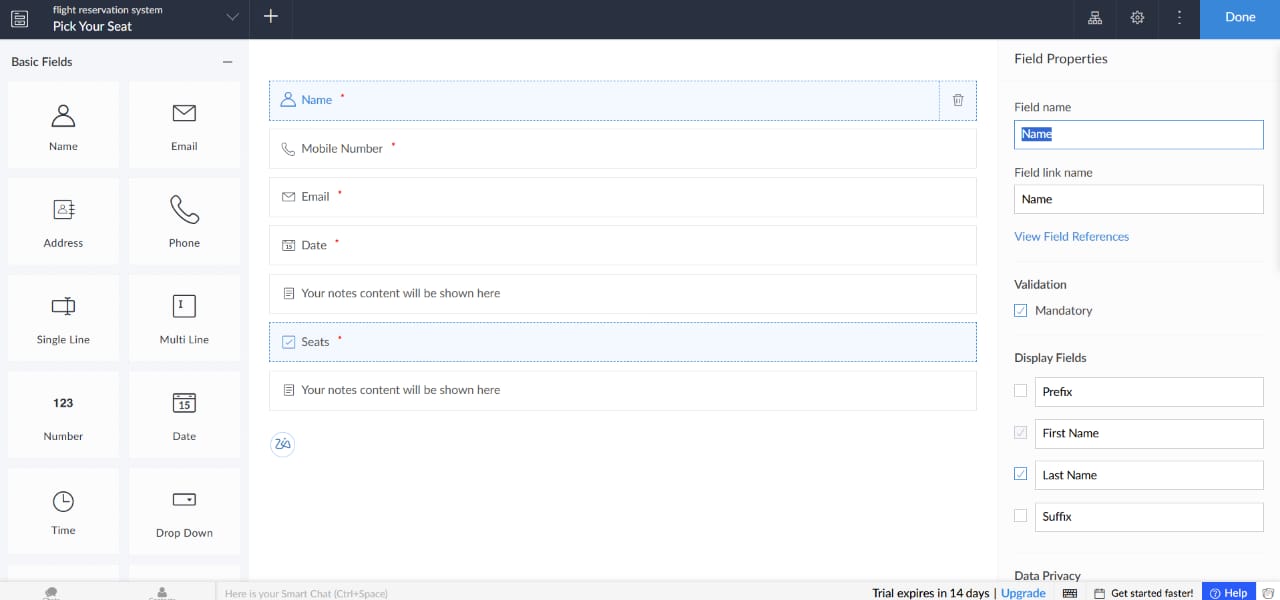 flight reservation system
Pick Your Seat
Done
Basic Fields
Name
Email
Address
Phone
Single Line
Multi Line
123
Number
15
Date
Time
Drop Down
Name *
Mobile Number *
Email *
Date *
Your notes content will be shown here
Seats *
Your notes content will be shown here
Field Properties
Field name
Name
Field link name
Name
View Field References
Validation
Mandatory
Display Fields
Prefix
First Name
Last Name
Suffix
Data Privacy
Chats
Contacts
Here is your Smart Chat (Ctrl+Space)
Trial expires in 14 days | Upgrade
Get started faster!
Help